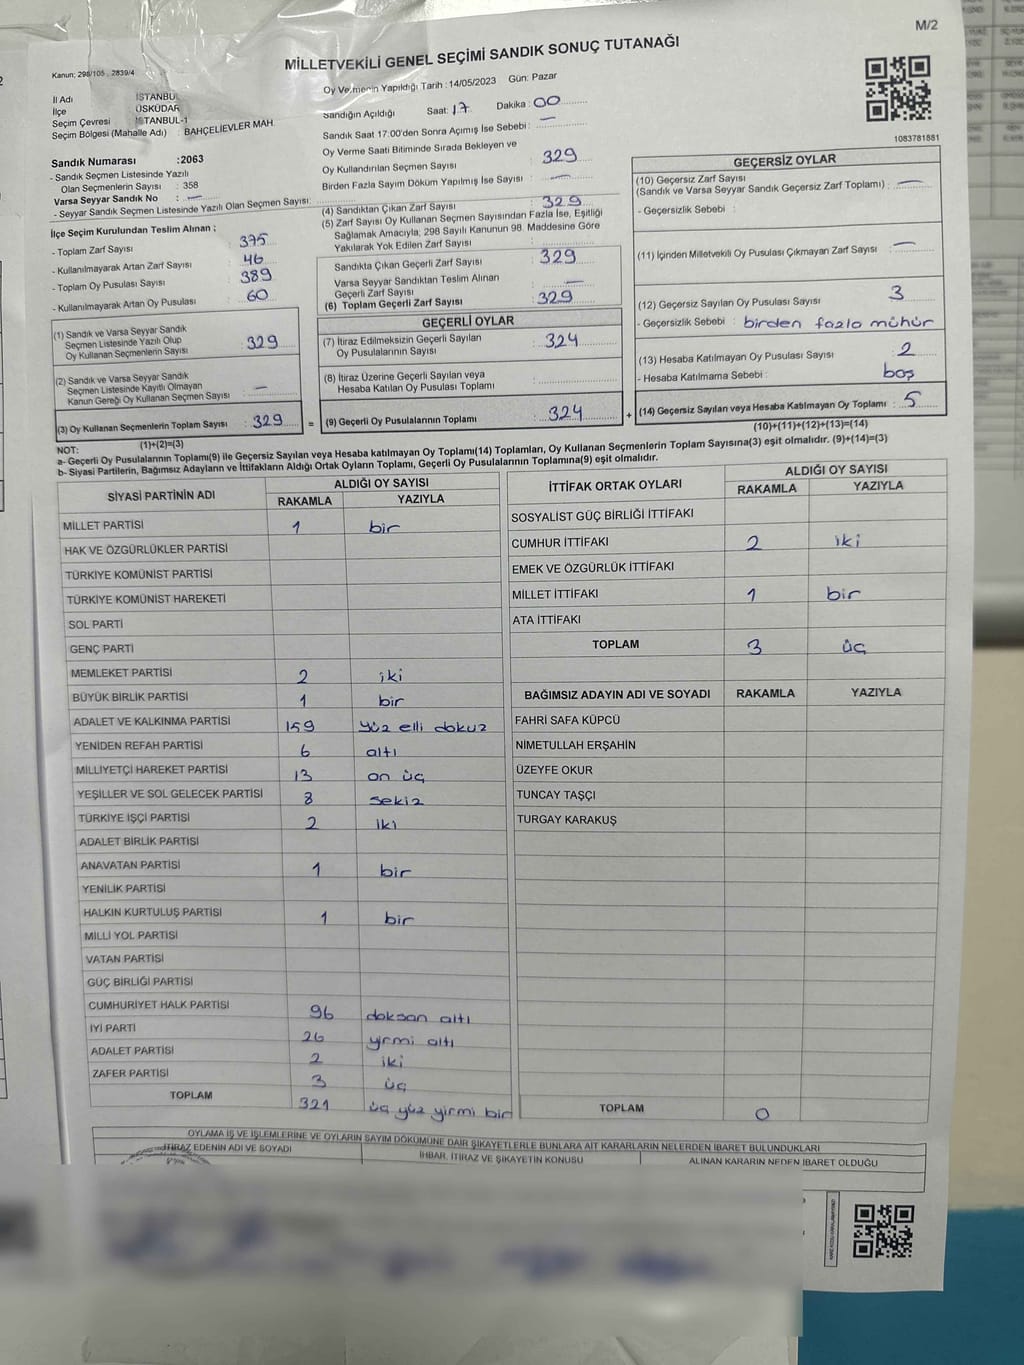 M/2
MİLLETVEKİLİ GENEL SEÇİMİ SANDIK SONUÇ TUTANAĞI
Kanun: 298/105 , 2839/4
Oy Vermenin Yapıldığı Tarih : 14/05/2023 Gün: Pazar
İl Adı İSTANBUL
İlçe ÜSKÜDAR
Seçim Çevresi İSTANBUL-1
Seçim Bölgesi (Mahalle Adı) : BAHÇELİEVLER MAH.
Sandık Numarası :2063
- Sandık Seçmen Listesinde Yazılı
Olan Seçmenlerin Sayısı : 358
Varsa Seyyar Sandık No : —
- Seyyar Sandık Seçmen Listesinde Yazılı Olan Seçmen Sayısı:
İlçe Seçim Kurulundan Teslim Alınan ;
- Toplam Zarf Sayısı : 375
- Kullanılmayarak Artan Zarf Sayısı : 46
- Toplam Oy Pusulası Sayısı : 389
- Kullanılmayarak Artan Oy Pusulası : 60
(1) Sandık ve Varsa Seyyar Sandık
Seçmen Listesinde Yazılı Olup
Oy Kullanan Seçmenlerin Sayısı : 329
(2) Sandık ve Varsa Seyyar Sandık
Seçmen Listesinde Kayıtlı Olmayan
Kanun Gereği Oy Kullanan Seçmen Sayısı : —
(3) Oy Kullanan Seçmenlerin Toplam Sayısı : 329
(1)+(2)=(3)
Sandığın Açıldığı Saat: 17 Dakika : 00
Sandık Saat 17:00'den Sonra Açımış İse Sebebi : —
Oy Verme Saati Bitiminde Sırada Bekleyen ve
Oy Kullandırılan Seçmen Sayısı : 329
Birden Fazla Sayım Döküm Yapılmış İse Sayısı : —
(4) Sandıktan Çıkan Zarf Sayısı : 329
(5) Zarf Sayısı Oy Kullanan Seçmen Sayısından Fazla İse, Eşitliği
Sağlamak Amacıyla, 298 Sayılı Kanunun 98. Maddesine Göre
Yakılarak Yok Edilen Zarf Sayısı :
Sandıkta Çıkan Geçerli Zarf Sayısı : 329
Varsa Seyyar Sandıktan Teslim Alınan
Geçerli Zarf Sayısı : —
(6) Toplam Geçerli Zarf Sayısı : 329
GEÇERLİ OYLAR
(7) İtiraz Edilmeksizin Geçerli Sayılan
Oy Pusulalarının Sayısı : 324
(8) İtiraz Üzerine Geçerli Sayılan veya
Hesaba Katılan Oy Pusulası Toplamı :
= (9) Geçerli Oy Pusulalarının Toplamı : 324 +
1083781881
GEÇERSİZ OYLAR
(10) Geçersiz Zarf Sayısı
(Sandık ve Varsa Seyyar Sandık Geçersiz Zarf Toplamı) : —
- Geçersizlik Sebebi :
(11) İçinden Milletvekili Oy Pusulası Çıkmayan Zarf Sayısı : —
(12) Geçersiz Sayılan Oy Pusulası Sayısı : 3
- Geçersizlik Sebebi : birden fazla mühür
(13) Hesaba Katılmayan Oy Pusulası Sayısı : 2
- Hesaba Katılmama Sebebi : boş
(14) Geçersiz Sayılan veya Hesaba Katılmayan Oy Toplamı : 5
(10)+(11)+(12)+(13)=(14)
NOT:
a- Geçerli Oy Pusulalarının Toplamı(9) ile Geçersiz Sayılan veya Hesaba katılmayan Oy Toplamı(14) Toplamları, Oy Kullanan Seçmenlerin Toplam Sayısına(3) eşit olmalıdır. (9)+(14)=(3)
b- Siyasi Partilerin, Bağımsız Adayların ve İttifakların Aldığı Ortak Oyların Toplamı, Geçerli Oy Pusulalarının Toplamına(9) eşit olmalıdır.
SİYASİ PARTİNİN ADI ALDIĞI OY SAYISI
RAKAMLA YAZIYLA
MİLLET PARTİSİ 1 bir
HAK VE ÖZGÜRLÜKLER PARTİSİ
TÜRKİYE KOMÜNİST PARTİSİ
TÜRKİYE KOMÜNİST HAREKETİ
SOL PARTİ
GENÇ PARTİ
MEMLEKET PARTİSİ 2 iki
BÜYÜK BİRLİK PARTİSİ 1 bir
ADALET VE KALKINMA PARTİSİ 159 yüz elli dokuz
YENİDEN REFAH PARTİSİ 6 altı
MİLLİYETÇİ HAREKET PARTİSİ 13 on üç
YEŞİLLER VE SOL GELECEK PARTİSİ 8 sekiz
TÜRKİYE İŞÇİ PARTİSİ 2 iki
ADALET BİRLİK PARTİSİ
ANAVATAN PARTİSİ 1 bir
YENİLİK PARTİSİ
HALKIN KURTULUŞ PARTİSİ 1 bir
MİLLİ YOL PARTİSİ
VATAN PARTİSİ
GÜÇ BİRLİĞİ PARTİSİ
CUMHURİYET HALK PARTİSİ 96 doksan altı
İYİ PARTİ 26 yirmi altı
ADALET PARTİSİ 2 iki
ZAFER PARTİSİ 3 üç
TOPLAM 321 üç yüz yirmi bir
İTTİFAK ORTAK OYLARI ALDIĞI OY SAYISI
RAKAMLA YAZIYLA
SOSYALİST GÜÇ BİRLİĞİ İTTİFAKI
CUMHUR İTTİFAKI 2 iki
EMEK VE ÖZGÜRLÜK İTTİFAKI
MİLLET İTTİFAKI 1 bir
ATA İTTİFAKI
TOPLAM 3 üç
BAĞIMSIZ ADAYIN ADI VE SOYADI RAKAMLA YAZIYLA
FAHRİ SAFA KÜPCÜ
NİMETULLAH ERŞAHİN
ÜZEYFE OKUR
TUNCAY TAŞÇI
TURGAY KARAKUŞ
TOPLAM 0
OYLAMA İŞ VE İŞLEMLERİNE VE OYLARIN SAYIM DÖKÜMÜNE DAİR ŞİKAYETLERLE BUNLARA AİT KARARLARIN NELERDEN İBARET BULUNDUKLARI
İTİRAZ EDENİN ADI VE SOYADI İHBAR, İTİRAZ VE ŞİKAYETİN KONUSU ALINAN KARARIN NEDEN İBARET OLDUĞU